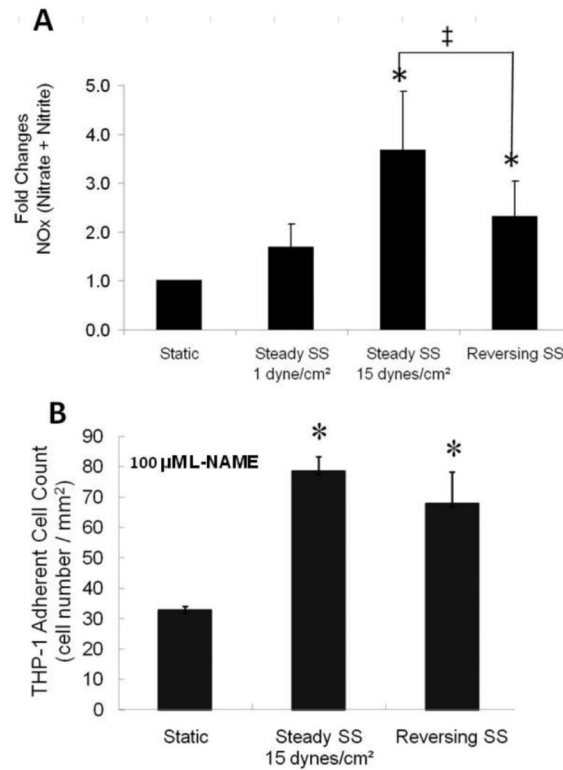 A
‡
Fold Changes
NOx (Nitrate + Nitrite)
5.0
4.0
3.0
2.0
1.0
0.0
*
*
Static
Steady SS
1 dyne/cm²
Steady SS
15 dynes/cm²
Reversing SS
B
THP-1 Adherent Cell Count
(cell number / mm²)
90
80
70
60
50
40
30
20
10
0
100 µML-NAME
*
*
Static
Steady SS
15 dynes/cm²
Reversing SS